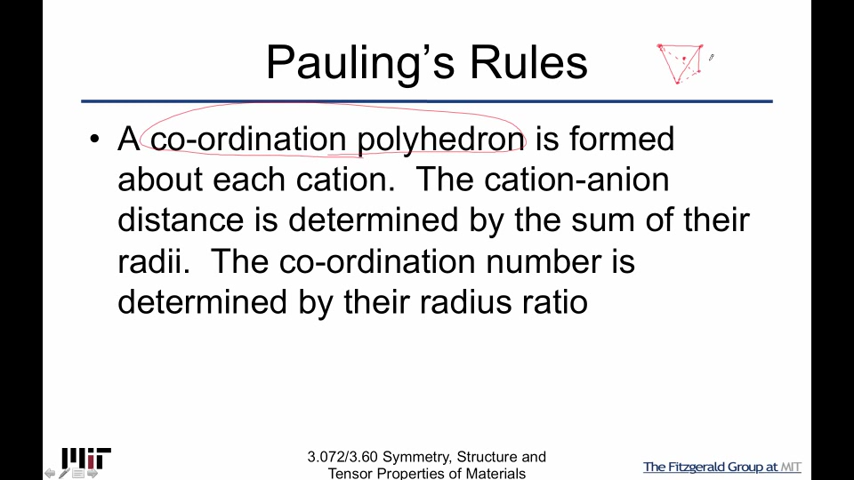 Pauling's Rules
• A co-ordination polyhedron is formed
about each cation. The cation-anion
distance is determined by the sum of their
radii. The co-ordination number is
determined by their radius ratio
MIT
3.072/3.60 Symmetry, Structure and
Tensor Properties of Materials
The Fitzgerald Group at MIT